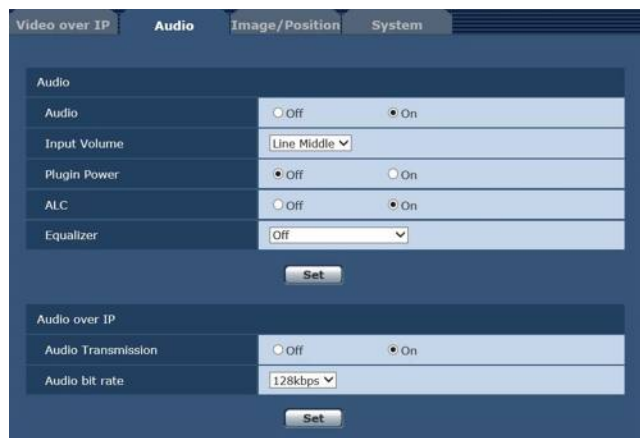 Video over IP Audio Image/Position System
Audio
Audio Off On
Input Volume Line Middle
Plugin Power Off On
ALC Off On
Equalizer Off
Set
Audio over IP
Audio Transmission Off On
Audio bit rate 128kbps
Set